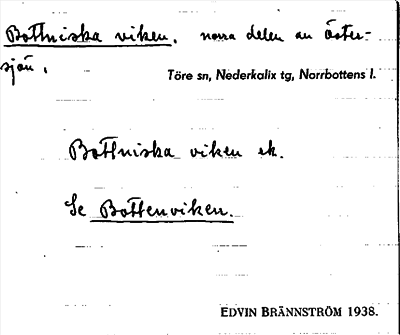 Bottniska viken. norra delen av Öster-
sjön.
Töre sn, Nederkalix tg, Norrbottens l.
Bottniska viken ek.
Se Bottenviken.
EDVIN BRÄNNSTRÖM 1938.